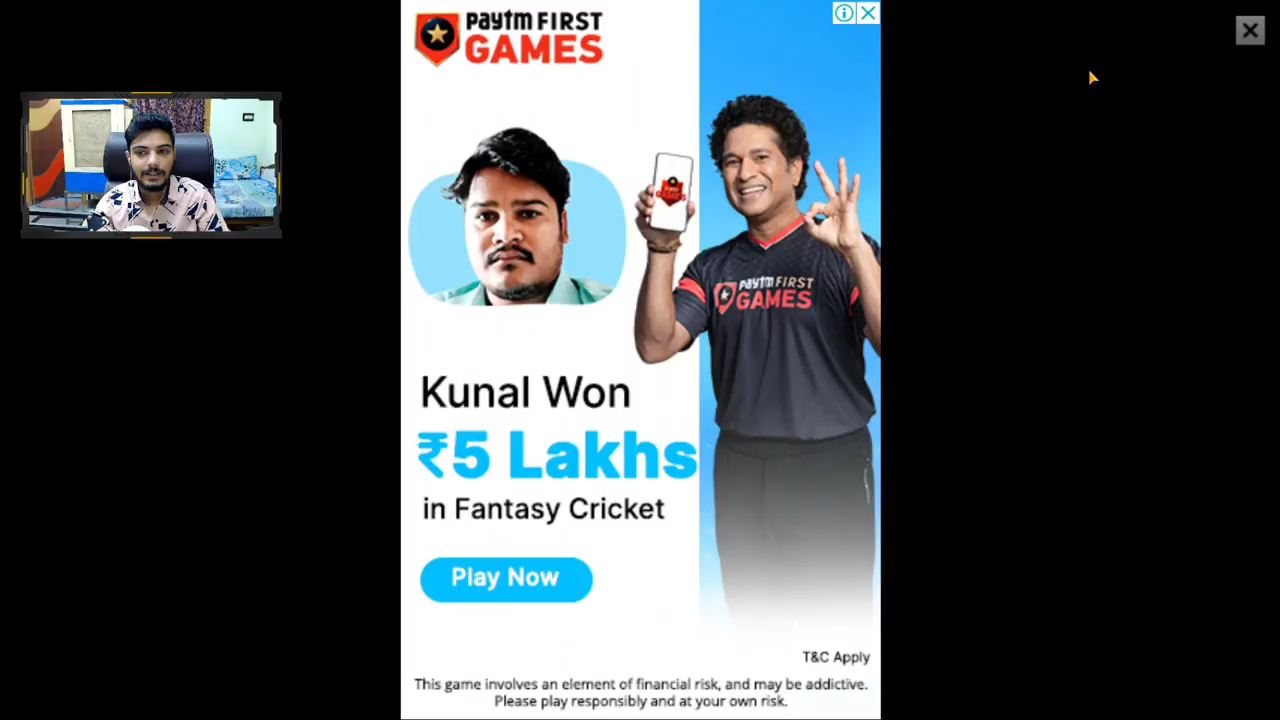 Paytm FIRST
GAMES
Paytm FIRST
GAMES
Kunal Won
₹5 Lakhs
in Fantasy Cricket
Play Now
T&C Apply
This game involves an element of financial risk, and may be addictive.
Please play responsibly and at your own risk.